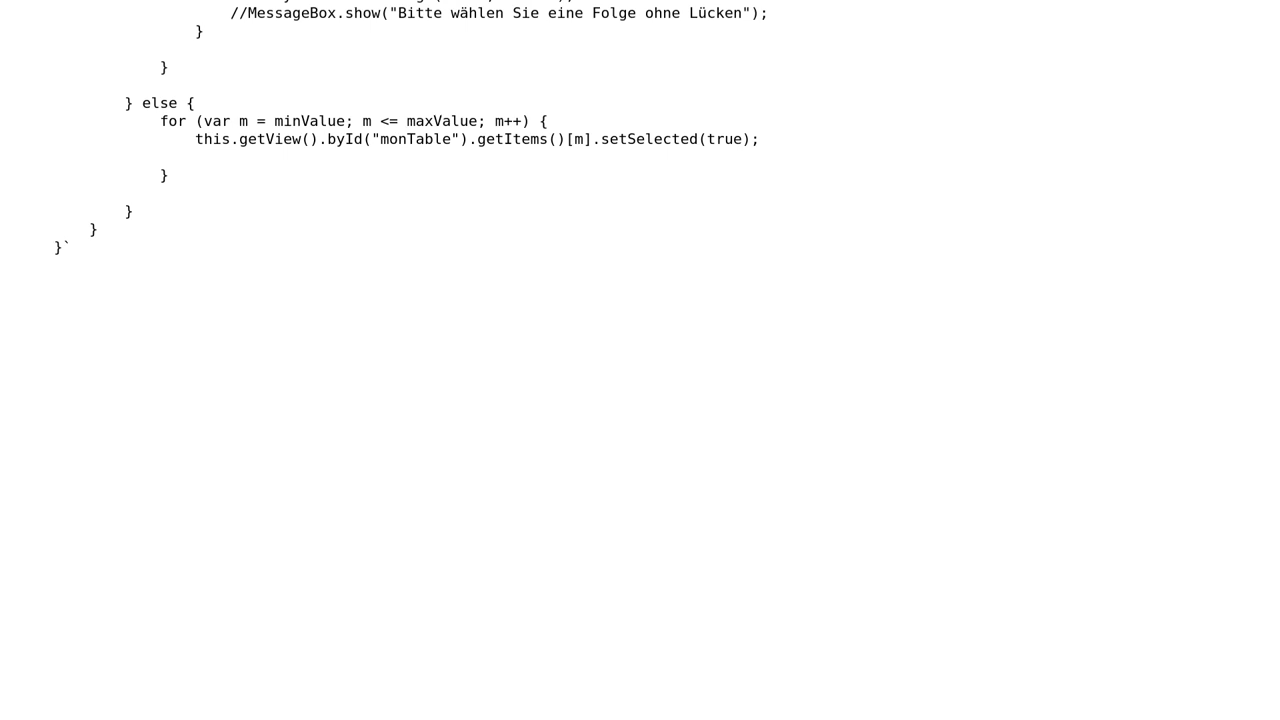 //MessageBox.show("Bitte wählen Sie eine Folge ohne Lücken");
}
}
} else {
for (var m = minValue; m <= maxValue; m++) {
this.getView().byId("monTable").getItems()[m].setSelected(true);
}
}
}
}`